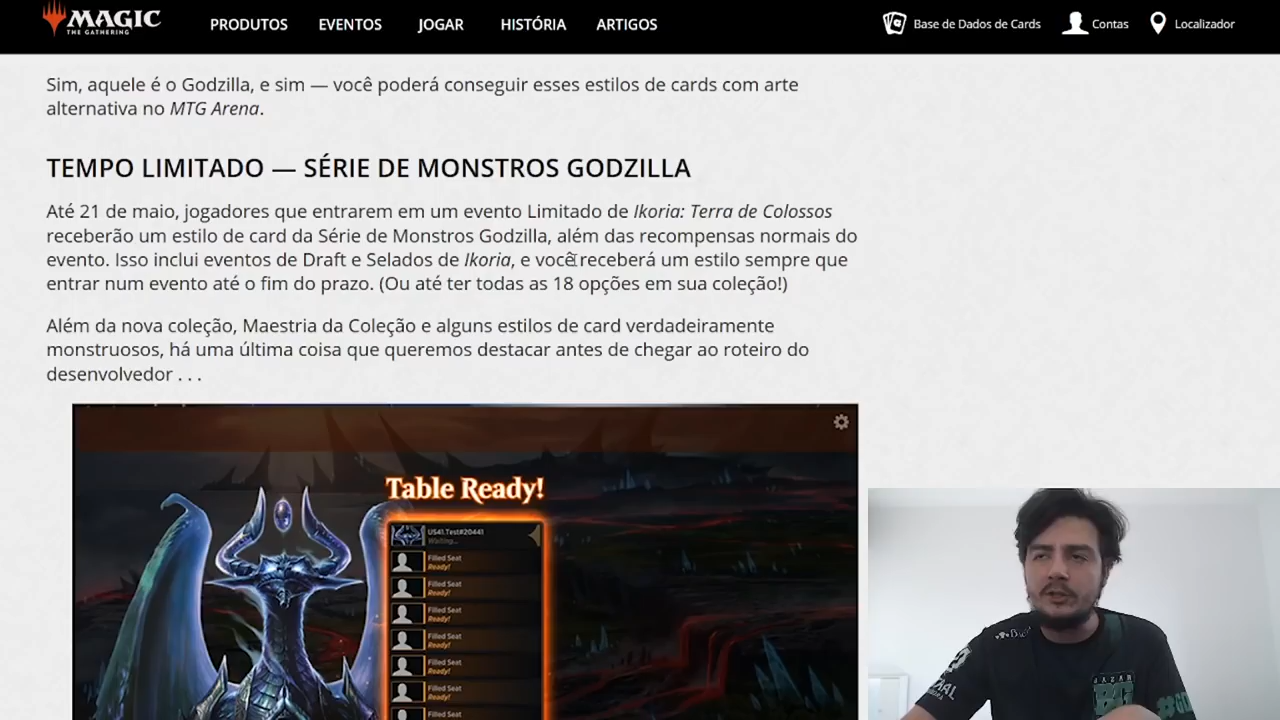 MAGIC
THE GATHERING
PRODUTOS EVENTOS JOGAR HISTÓRIA ARTIGOS Base de Dados de Cards Contas Localizador
Sim, aquele é o Godzilla, e sim — você poderá conseguir esses estilos de cards com arte
alternativa no MTG Arena.
TEMPO LIMITADO — SÉRIE DE MONSTROS GODZILLA
Até 21 de maio, jogadores que entrarem em um evento Limitado de Ikoria: Terra de Colossos
receberão um estilo de card da Série de Monstros Godzilla, além das recompensas normais do
evento. Isso inclui eventos de Draft e Selados de Ikoria, e você receberá um estilo sempre que
entrar num evento até o fim do prazo. (Ou até ter todas as 18 opções em sua coleção!)
Além da nova coleção, Maestria da Coleção e alguns estilos de card verdadeiramente
monstruosos, há uma última coisa que queremos destacar antes de chegar ao roteiro do
desenvolvedor . . .
Table Ready!
US41.Test#20441
Waiting...
Filled Seat
Ready!
Filled Seat
Ready!
Filled Seat
Ready!
Filled Seat
Ready!
Filled Seat
Ready!
Filled Seat
Ready!
Filled Seat
BAZAR